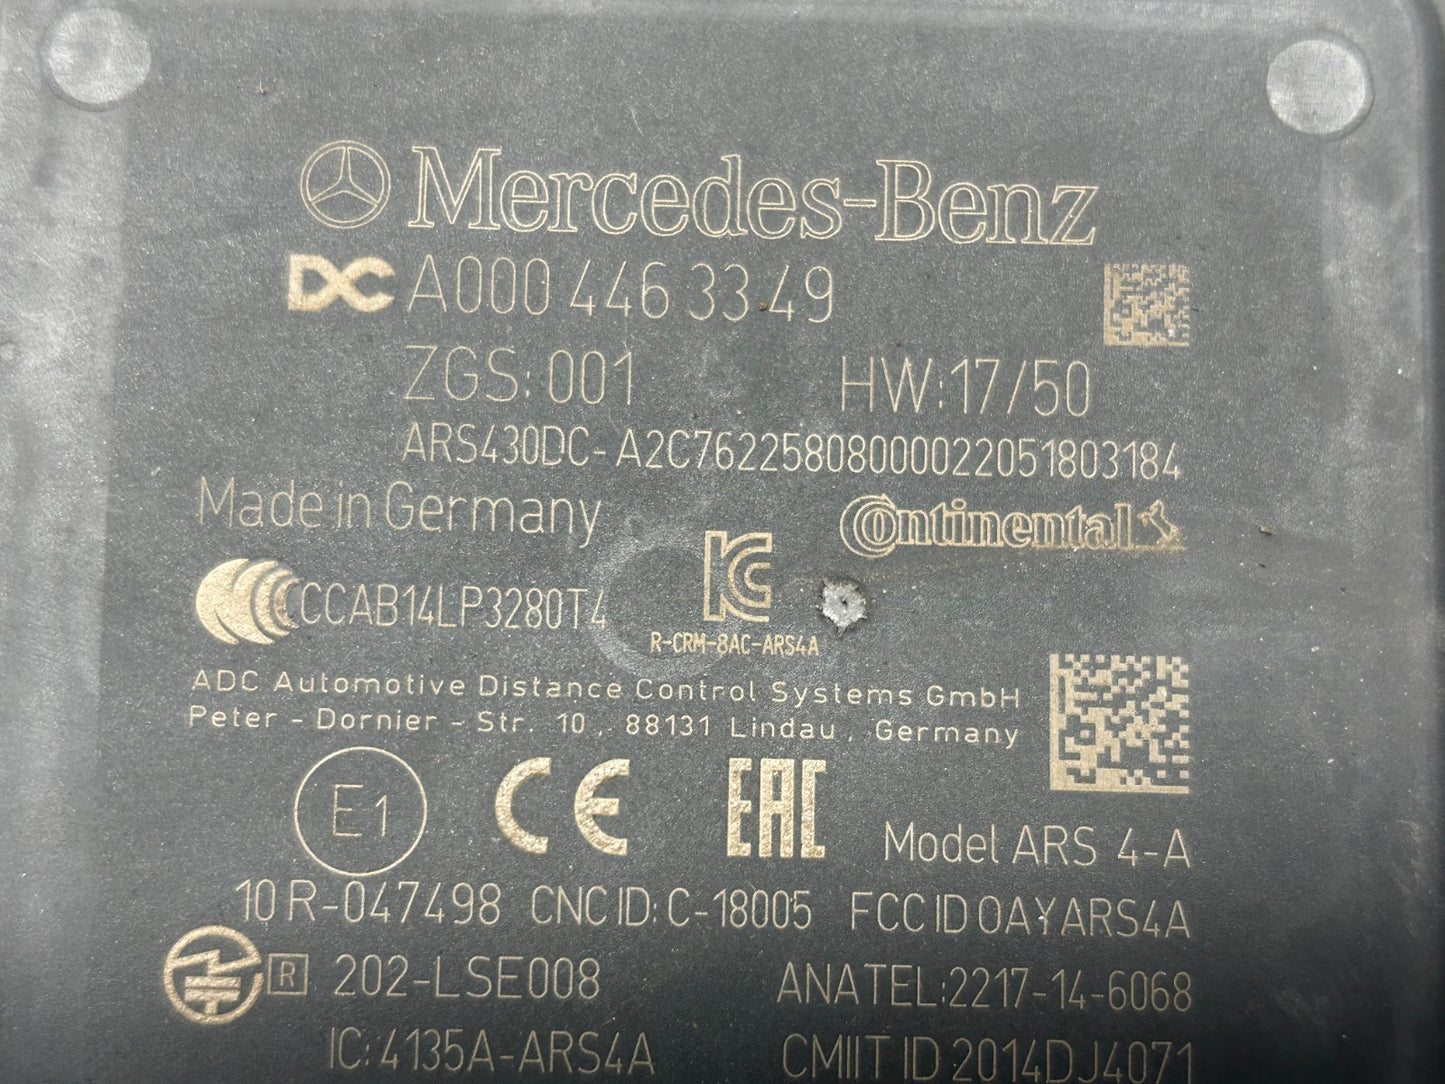 Mercedes-Benz
DC A000 446 33 49
ZGS: 001 HW: 17/50
ARS430DC- A2C76225808000022051803184
Made in Germany Continental
CCCAB14LP3280T4
R-CRM-8AC-ARS4A
ADC Automotive Distance Control Systems GmbH
Peter - Dornier - Str. 10 , 88131 Lindau , Germany
E1 CE EAC Model ARS 4-A
10 R-047498 CNC ID: C-18005 FCC ID OAYARS4A
R 202-LSE008 ANATEL: 2217-14-6068
IC: 4135A-ARS4A CMIIT ID 2014DJ4071